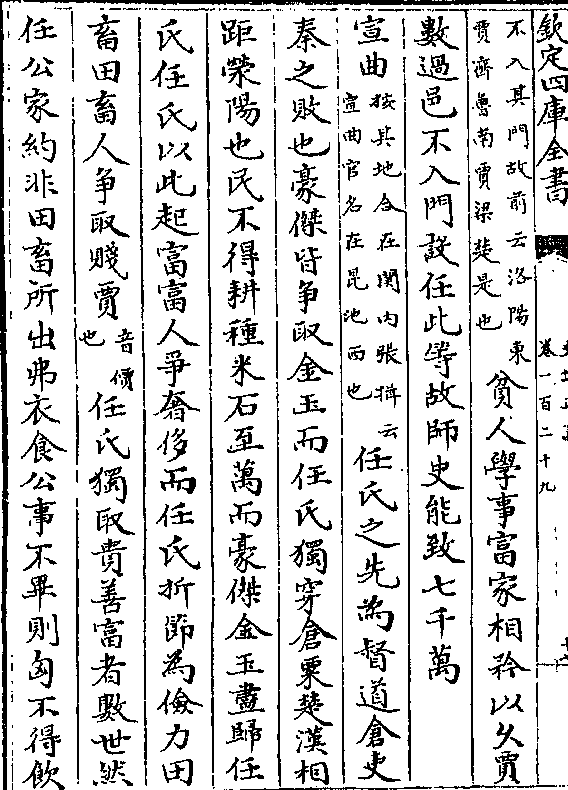 欽定四庫全書
卷一百二十九
不入其門故前云洛陽東
賈齊魯南賈梁楚是也
貧人學事富家相矜以久賈
數過邑不入門設任此等故師史能致七千萬
宣曲
按其地合在關内張揖云
宣曲官名在昆池西也
任氏之先為督道倉吏
秦之敗也豪傑皆爭取金玉而任氏獨穿倉粟楚漢相
距滎陽也民不得耕種米石至萬而豪傑金玉盡歸任
氏任氏以此起富富人爭奢侈而任氏折節為儉力田
畜田畜人爭取賤賈
音價
也
任氏獨取貴善富者數世然
任公家約非田畜所出弗衣食公事不畢則身不得飲